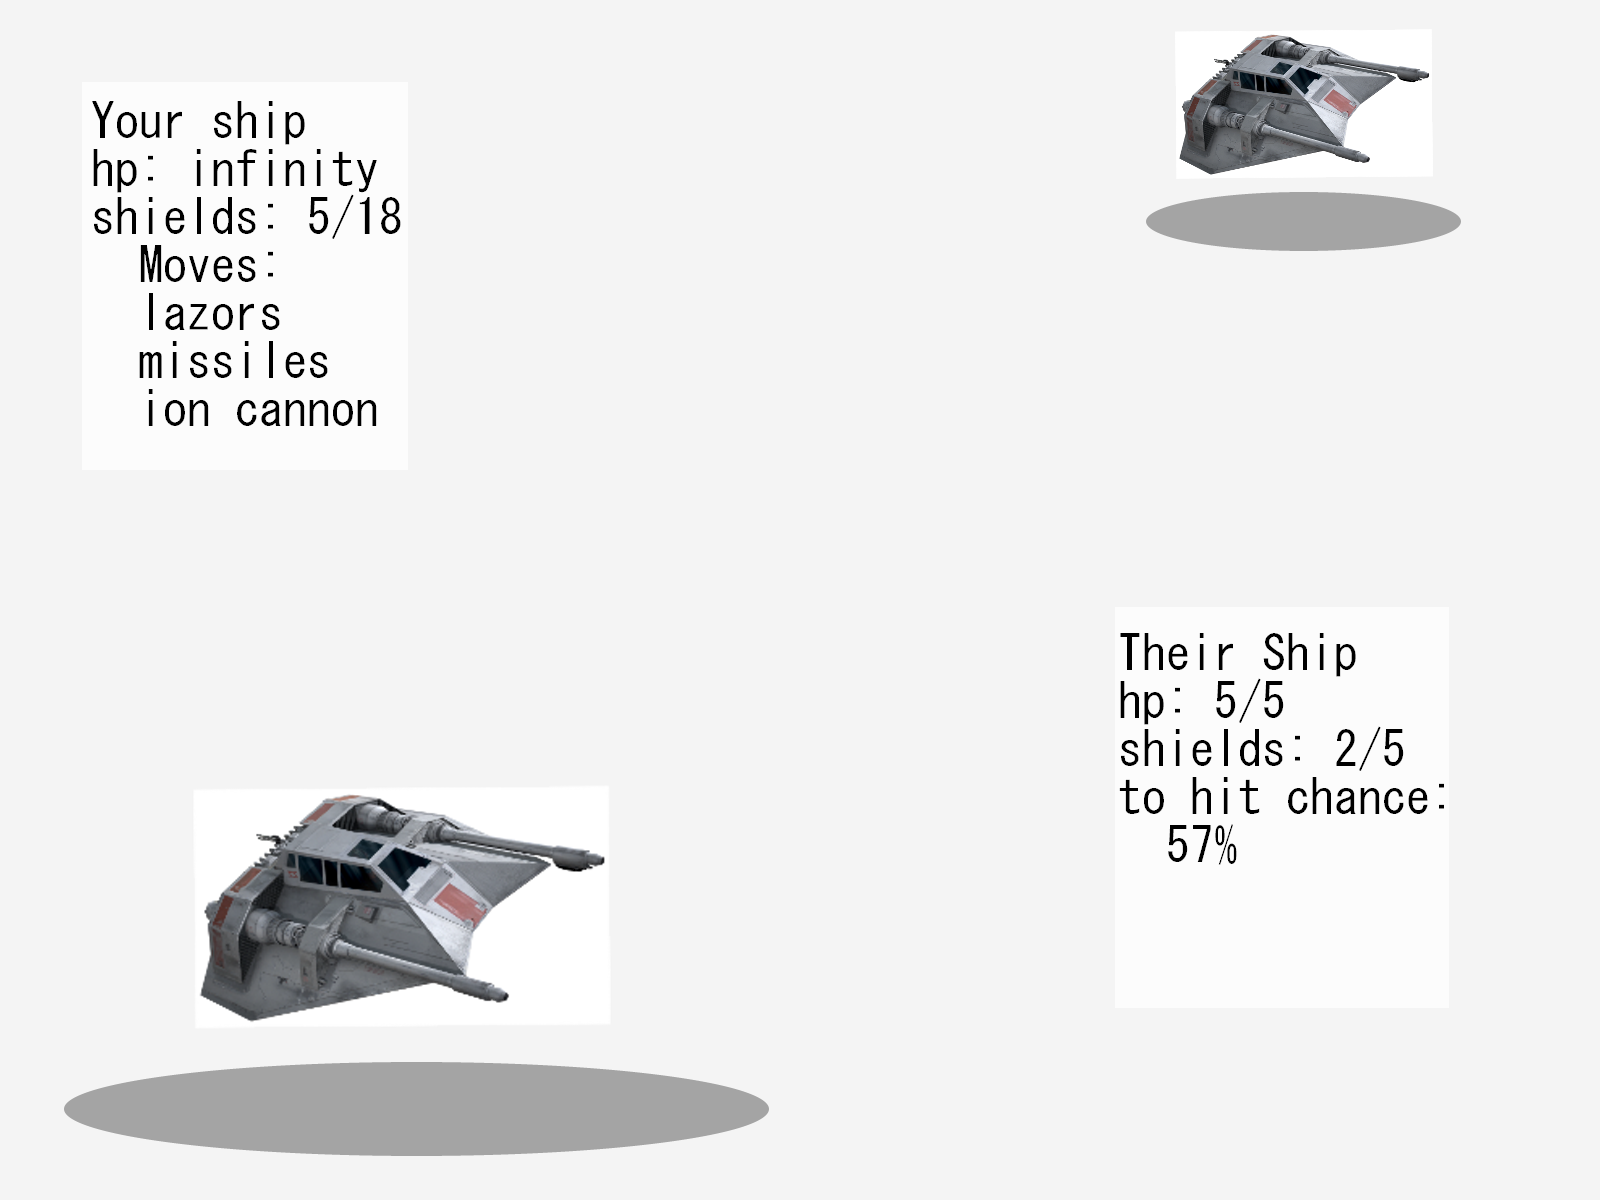 Your ship
hp: infinity
shields: 5/18
Moves:
lazors
missiles
ion cannon
Their Ship
hp: 5/5
shields: 2/5
to hit chance:
57%